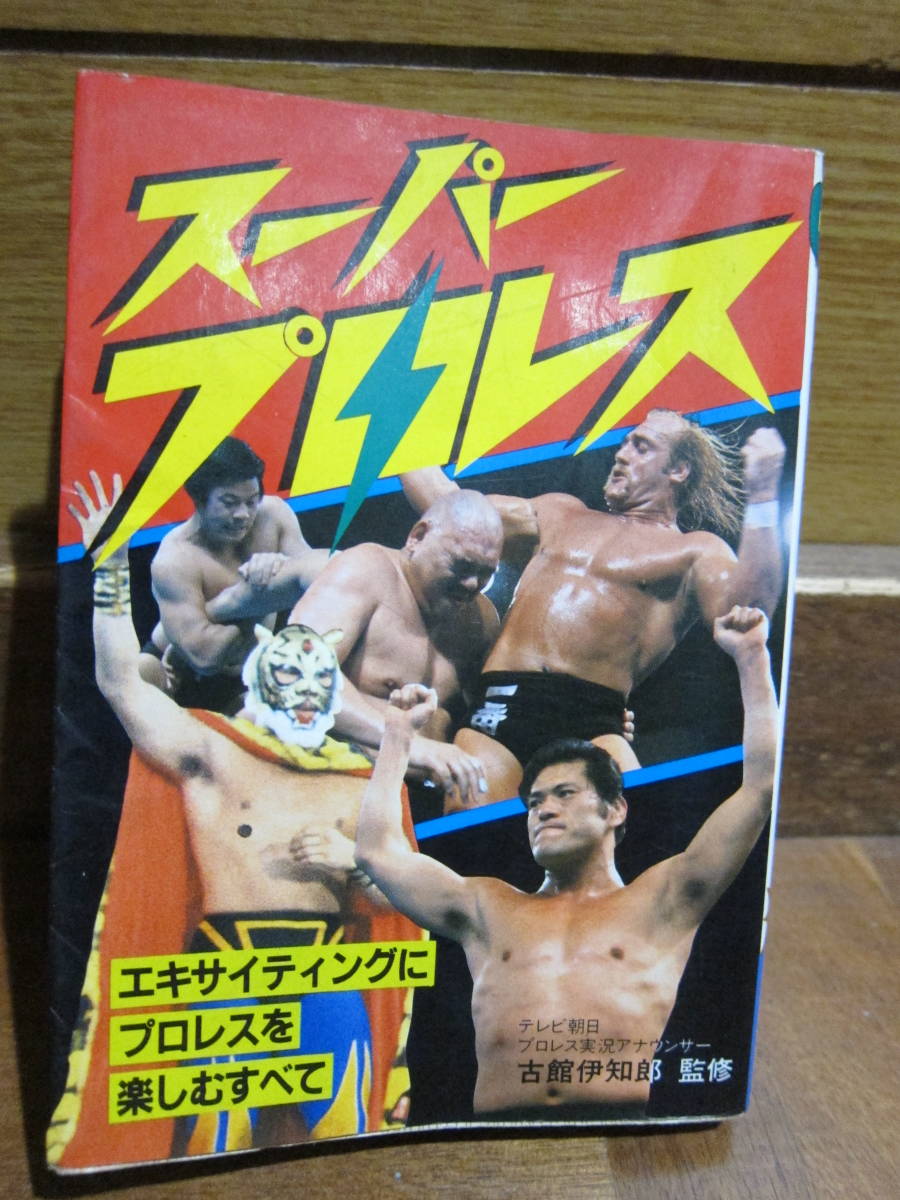 スーパー
プロレス
一番
エキサイティングに
プロレスを
楽しむすべて
テレビ朝日
プロレス実況アナウンサー
古館伊知郎 監修